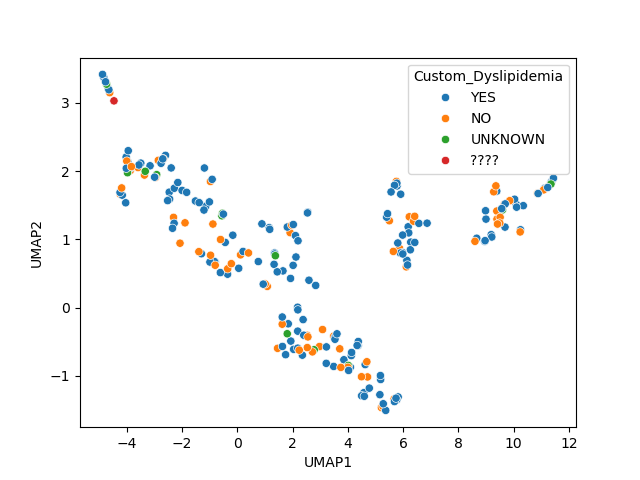 Custom_Dyslipidemia
YES
NO
UNKNOWN
????
3
2
1
0
−1
UMAP2
−4 −2 0 2 4 6 8 10 12
UMAP1